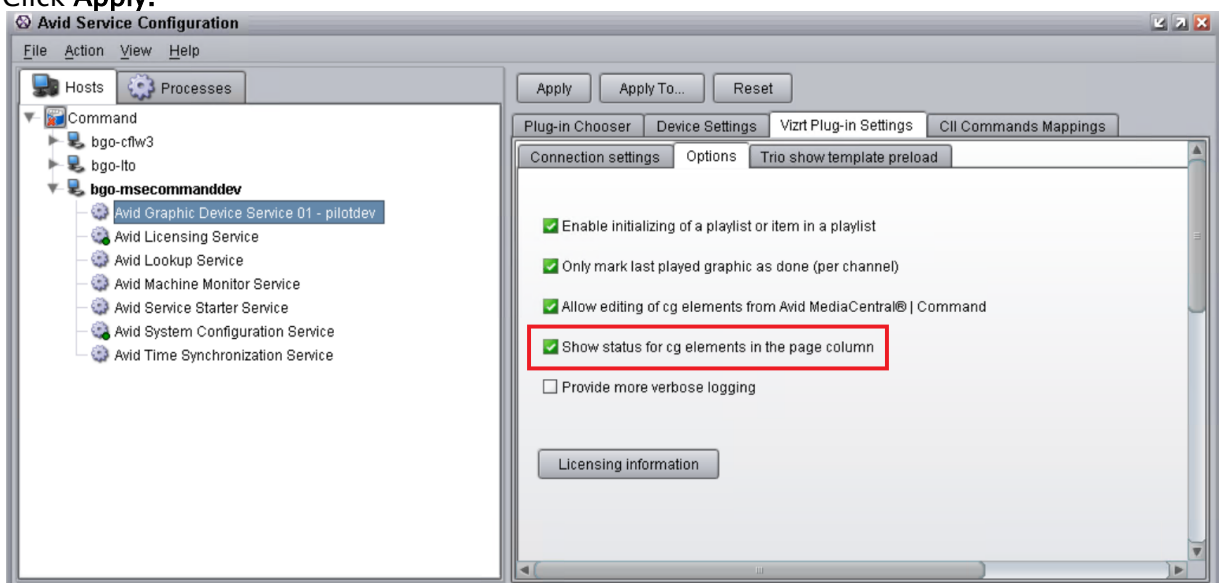 Click Apply.
Avid Service Configuration
File Action View Help
Hosts Processes
Command
bgo-cflw3
bgo-lto
bgo-msecommanddev
Avid Graphic Device Service 01 - pilotdev
Avid Licensing Service
Avid Lookup Service
Avid Machine Monitor Service
Avid Service Starter Service
Avid System Configuration Service
Avid Time Synchronization Service
Apply Apply To... Reset
Plug-in Chooser Device Settings Vizrt Plug-in Settings CII Commands Mappings
Connection settings Options Trio show template preload
Enable initializing of a playlist or item in a playlist
Only mark last played graphic as done (per channel)
Allow editing of cg elements from Avid MediaCentral® | Command
Show status for cg elements in the page column
Provide more verbose logging
Licensing information